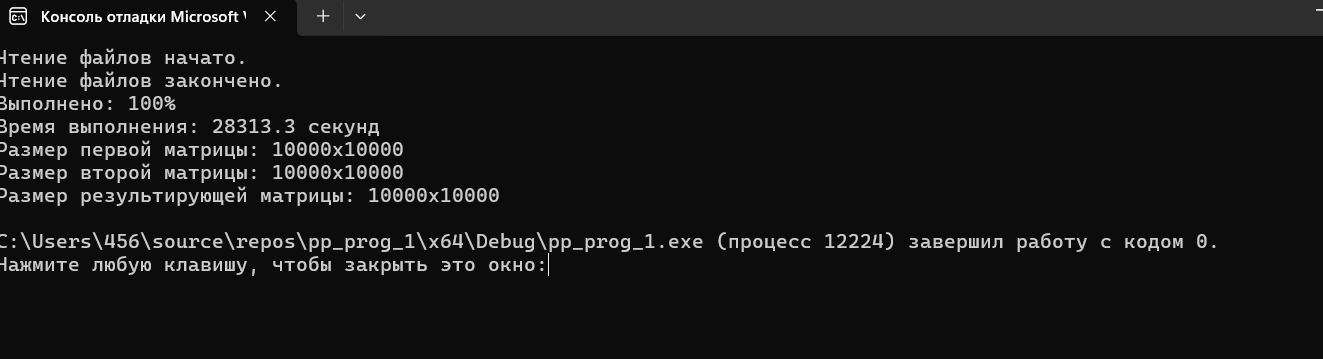 Консоль отладки Microsoft V
Чтение файлов начато.
Чтение файлов закончено.
Выполнено: 100%
Время выполнения: 28313.3 секунд
Размер первой матрицы: 10000x10000
Размер второй матрицы: 10000x10000
Размер результирующей матрицы: 10000x10000
C:\Users\456\source\repos\pp_prog_1\x64\Debug\pp_prog_1.exe (процесс 12224) завершил работу с кодом 0.
Нажмите любую клавишу, чтобы закрыть это окно: